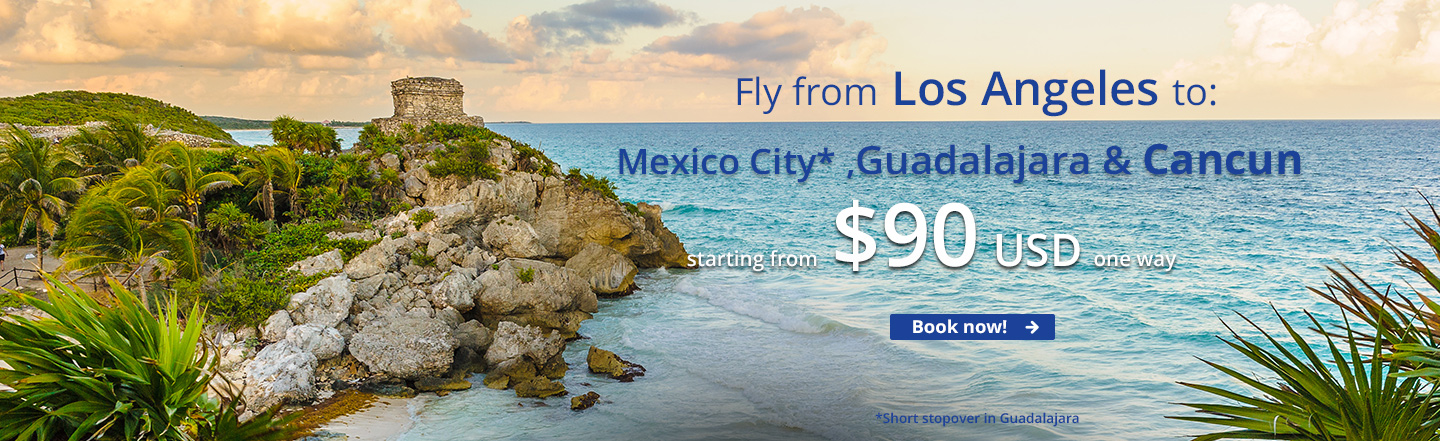 Fly from Los Angeles to:
Mexico City* ,Guadalajara & Cancun
starting from $90 USD one way
Book now! →
*Short stopover in Guadalajara